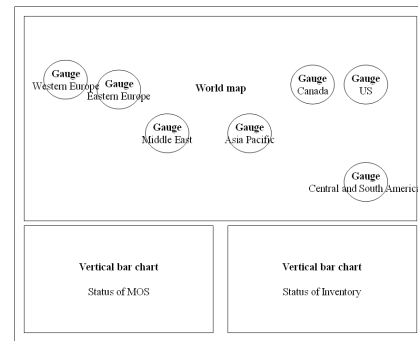 Gauge
Western Europe
Gauge
Eastern Europe
World map
Gauge
Canada
Gauge
US
Gauge
Middle East
Gauge
Asia Pacific
Gauge
Central and South America
Vertical bar chart
Status of MOS
Vertical bar chart
Status of Inventory